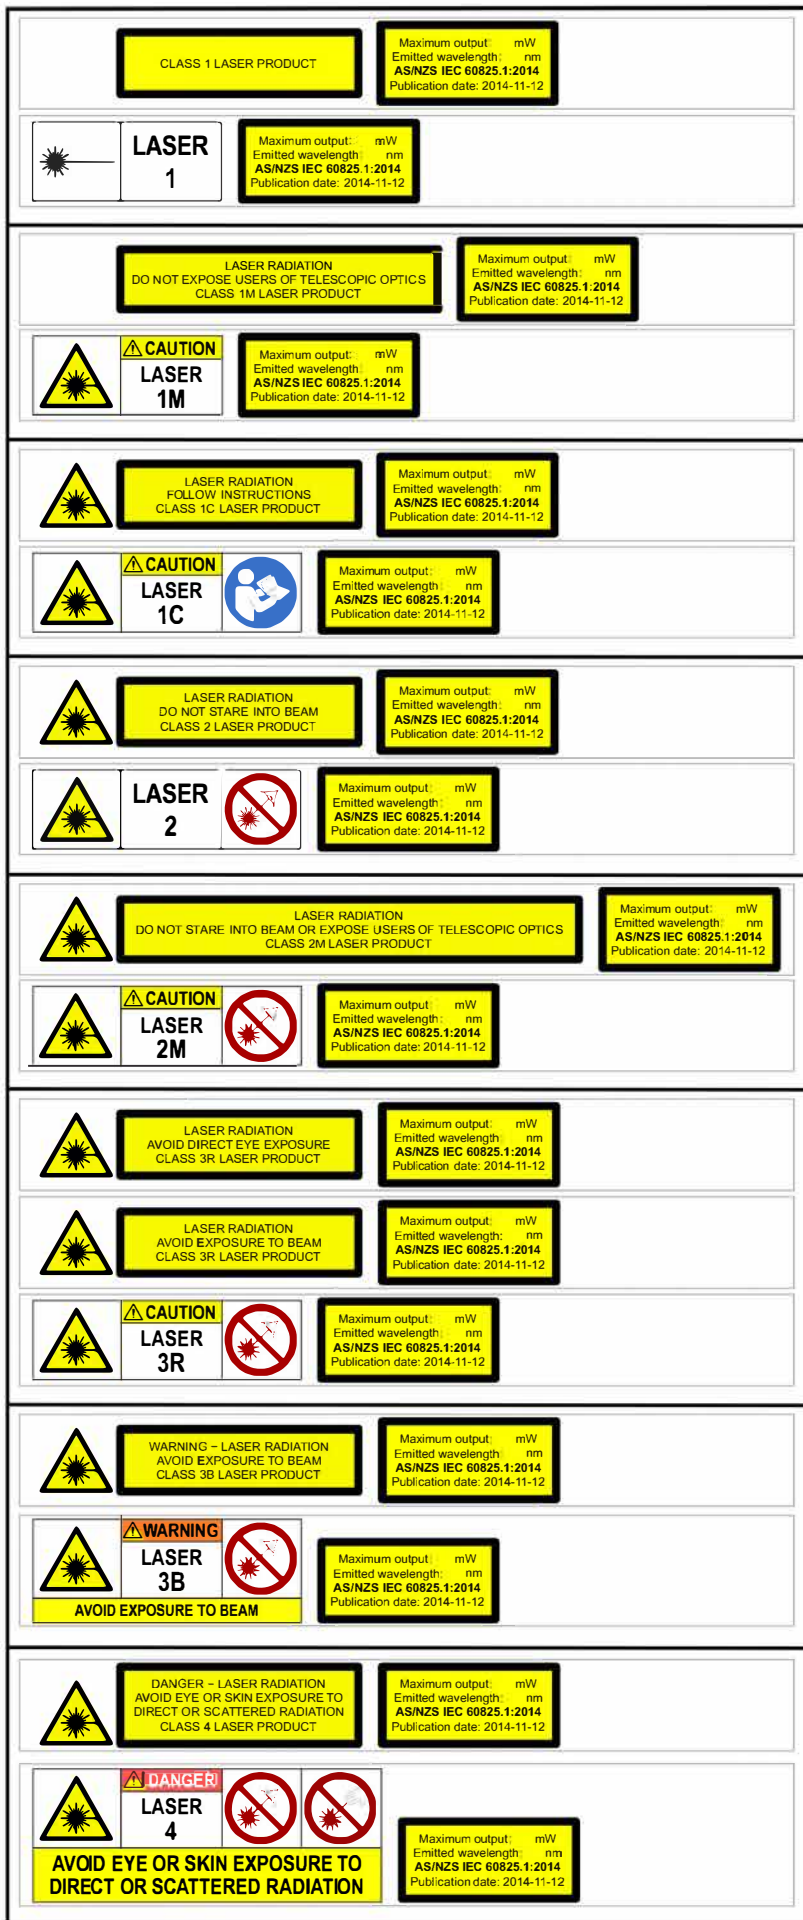 CLASS 1 LASER PRODUCT
Maximum output: mW
Emitted wavelength: nm
AS/NZS IEC 60825.1:2014
Publication date: 2014-11-12
LASER
1
Maximum output: mW
Emitted wavelength: nm
AS/NZS IEC 60825.1:2014
Publication date: 2014-11-12
LASER RADIATION
DO NOT EXPOSE USERS OF TELESCOPIC OPTICS
CLASS 1M LASER PRODUCT
Maximum output: mW
Emitted wavelength: nm
AS/NZS IEC 60825.1:2014
Publication date: 2014-11-12
CAUTION
LASER
1M
Maximum output: mW
Emitted wavelength: nm
AS/NZS IEC 60825.1:2014
Publication date: 2014-11-12
LASER RADIATION
FOLLOW INSTRUCTIONS
CLASS 1C LASER PRODUCT
Maximum output: mW
Emitted wavelength: nm
AS/NZS IEC 60825.1:2014
Publication date: 2014-11-12
CAUTION
LASER
1C
Maximum output: mW
Emitted wavelength: nm
AS/NZS IEC 60825.1:2014
Publication date: 2014-11-12
LASER RADIATION
DO NOT STARE INTO BEAM
CLASS 2 LASER PRODUCT
Maximum output: mW
Emitted wavelength: nm
AS/NZS IEC 60825.1:2014
Publication date: 2014-11-12
LASER
2
Maximum output: mW
Emitted wavelength: nm
AS/NZS IEC 60825.1:2014
Publication date: 2014-11-12
LASER RADIATION
DO NOT STARE INTO BEAM OR EXPOSE USERS OF TELESCOPIC OPTICS
CLASS 2M LASER PRODUCT
Maximum output: mW
Emitted wavelength: nm
AS/NZS IEC 60825.1:2014
Publication date: 2014-11-12
CAUTION
LASER
2M
Maximum output: mW
Emitted wavelength: nm
AS/NZS IEC 60825.1:2014
Publication date: 2014-11-12
LASER RADIATION
AVOID DIRECT EYE EXPOSURE
CLASS 3R LASER PRODUCT
Maximum output: mW
Emitted wavelength: nm
AS/NZS IEC 60825.1:2014
Publication date: 2014-11-12
LASER RADIATION
AVOID EXPOSURE TO BEAM
CLASS 3R LASER PRODUCT
Maximum output: mW
Emitted wavelength: nm
AS/NZS IEC 60825.1:2014
Publication date: 2014-11-12
CAUTION
LASER
3R
Maximum output: mW
Emitted wavelength: nm
AS/NZS IEC 60825.1:2014
Publication date: 2014-11-12
WARNING – LASER RADIATION
AVOID EXPOSURE TO BEAM
CLASS 3B LASER PRODUCT
Maximum output: mW
Emitted wavelength: nm
AS/NZS IEC 60825.1:2014
Publication date: 2014-11-12
WARNING
LASER
3B
AVOID EXPOSURE TO BEAM
Maximum output: mW
Emitted wavelength: nm
AS/NZS IEC 60825.1:2014
Publication date: 2014-11-12
DANGER – LASER RADIATION
AVOID EYE OR SKIN EXPOSURE TO
DIRECT OR SCATTERED RADIATION
CLASS 4 LASER PRODUCT
Maximum output: mW
Emitted wavelength: nm
AS/NZS IEC 60825.1:2014
Publication date: 2014-11-12
DANGER
LASER
4
AVOID EYE OR SKIN EXPOSURE TO
DIRECT OR SCATTERED RADIATION
Maximum output: mW
Emitted wavelength: nm
AS/NZS IEC 60825.1:2014
Publication date: 2014-11-12